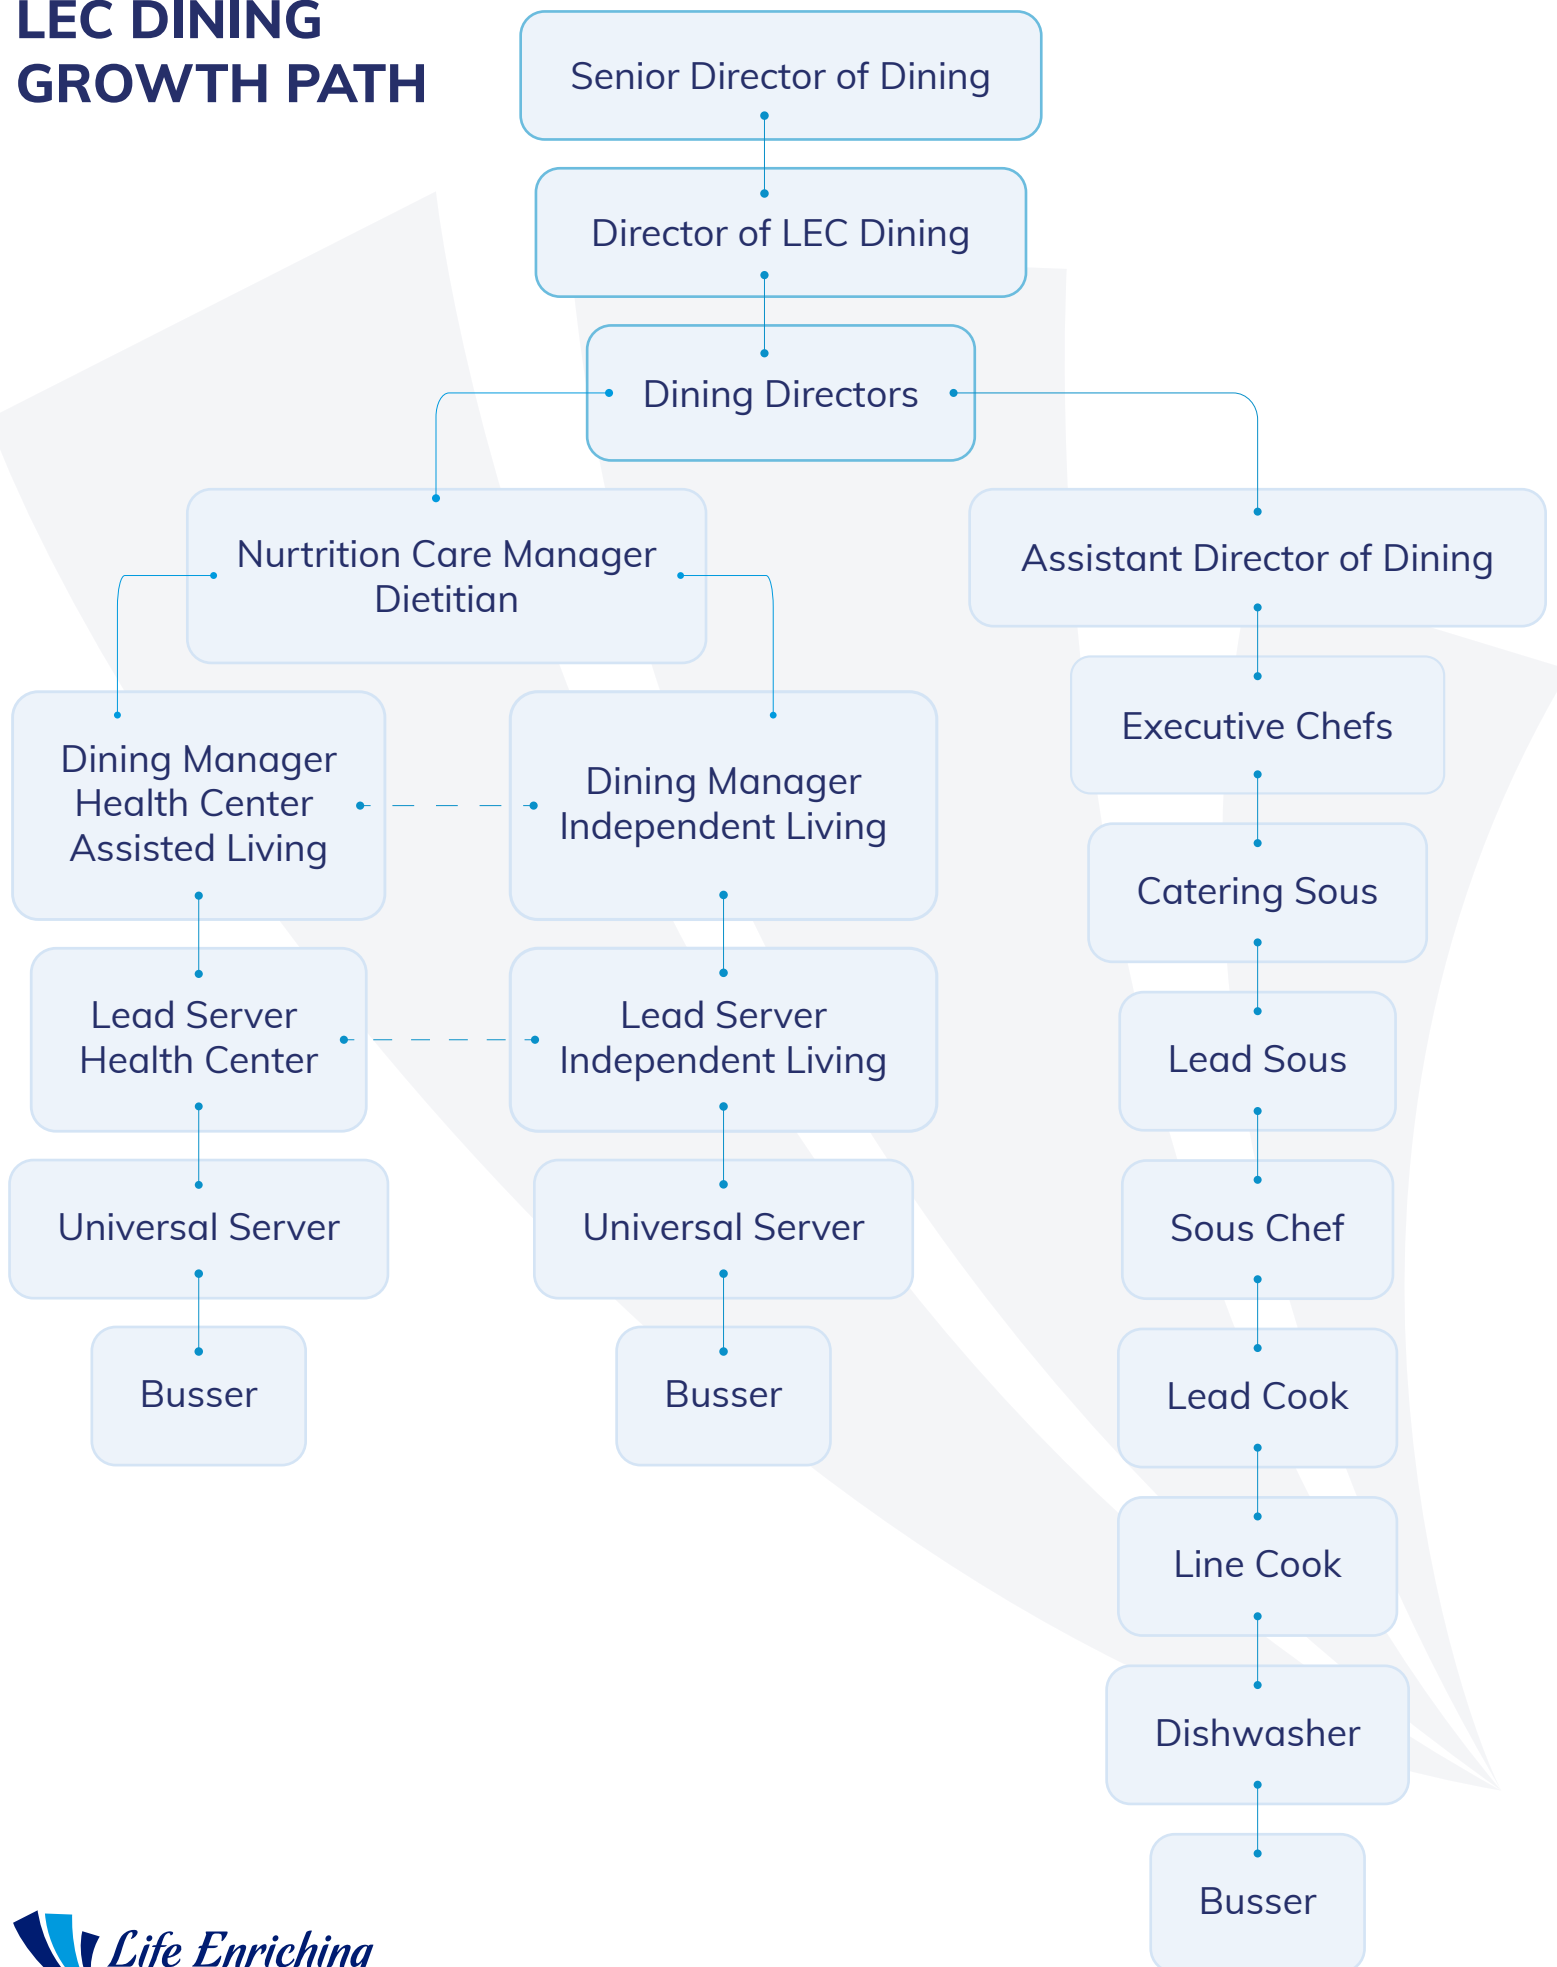 LEC DINING
GROWTH PATH
Senior Director of Dining
Director of LEC Dining
Dining Directors
Nurtrition Care Manager
Dietitian
Assistant Director of Dining
Dining Manager
Health Center
Assisted Living
Dining Manager
Independent Living
Executive Chefs
Catering Sous
Lead Server
Health Center
Lead Server
Independent Living
Lead Sous
Universal Server
Universal Server
Sous Chef
Busser
Busser
Lead Cook
Line Cook
Dishwasher
Busser
Life Enriching